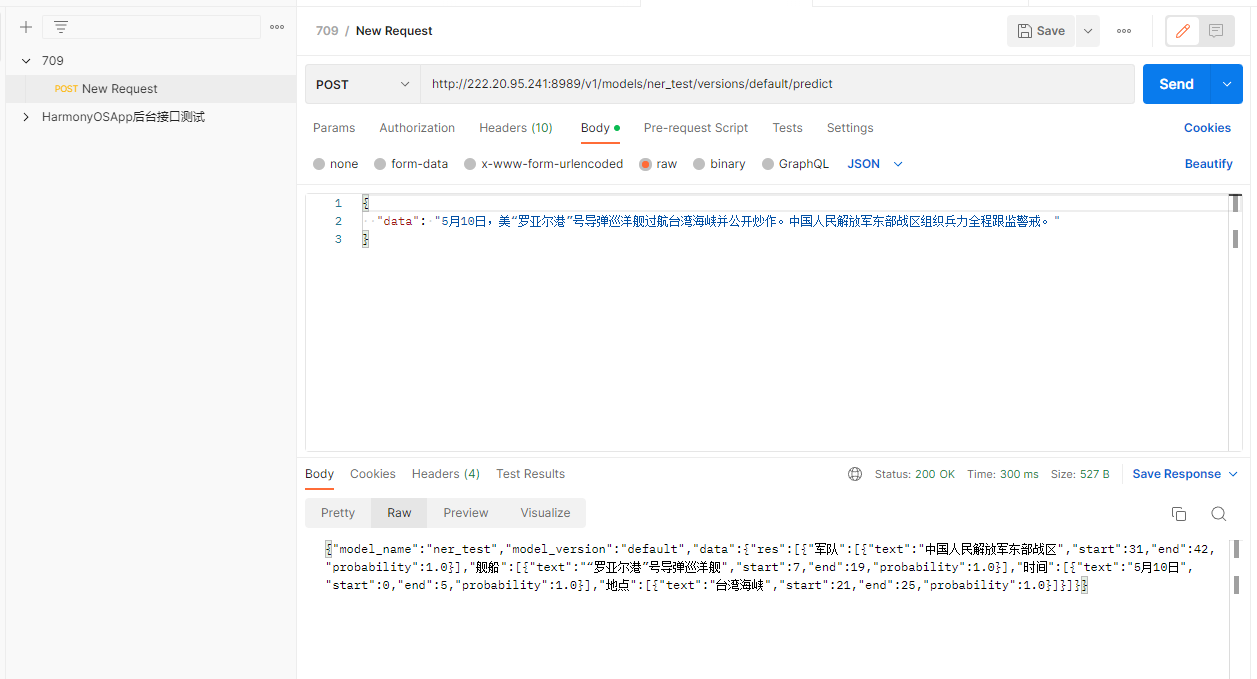 709 / New Request
Save
709
POST New Request
HarmonyOSApp后台接口测试
POST
http://222.20.95.241:8989/v1/models/ner_test/versions/default/predict
Send
Params
Authorization
Headers (10)
Body
Pre-request Script
Tests
Settings
Cookies
none
form-data
x-www-form-urlencoded
raw
binary
GraphQL
JSON
Beautify
1 {
2 "data": "5月10日，美“罗亚尔港”号导弹巡洋舰过航台湾海峡并公开炒作。中国人民解放军东部战区组织兵力全程跟监警戒。"
3 }
Body
Cookies
Headers (4)
Test Results
Status: 200 OK
Time: 300 ms
Size: 527 B
Save Response
Pretty
Raw
Preview
Visualize
{"model_name":"ner_test","model_version":"default","data":{"res":[{"军队":[{"text":"中国人民解放军东部战区","start":31,"end":42,
"probability":1.0}],"舰船":[{"text":"“罗亚尔港”号导弹巡洋舰","start":7,"end":19,"probability":1.0}],"时间":[{"text":"5月10日",
"start":0,"end":5,"probability":1.0}],"地点":[{"text":"台湾海峡","start":21,"end":25,"probability":1.0}]}]}}